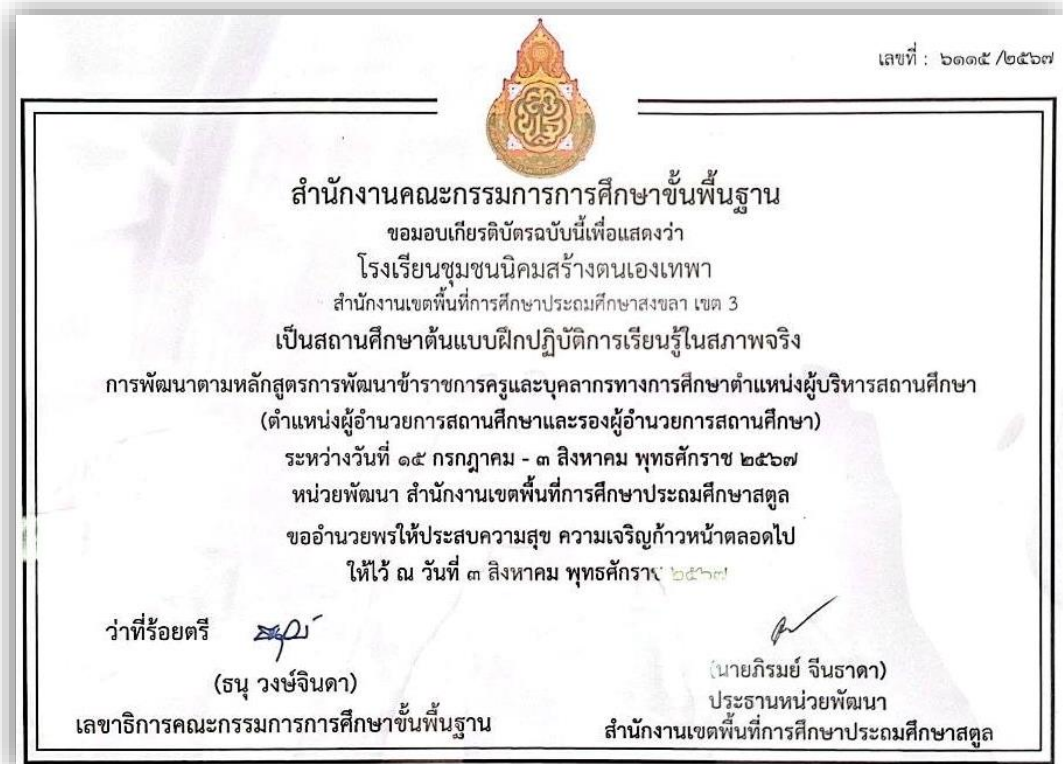 เลขที่ : ๖๑๑๕ /๒๕๖๗
สำนักงานคณะกรรมการการศึกษาขั้นพื้นฐาน
ขอมอบเกียรติบัตรฉบับนี้เพื่อแสดงว่า
โรงเรียนชุมชนนิคมสร้างตนเองเทพา
สำนักงานเขตพื้นที่การศึกษาประถมศึกษาสงขลา เขต 3
เป็นสถานศึกษาต้นแบบฝึกปฏิบัติการเรียนรู้ในสภาพจริง
การพัฒนาตามหลักสูตรการพัฒนาข้าราชการครูและบุคลากรทางการศึกษาตำแหน่งผู้บริหารสถานศึกษา
(ตำแหน่งผู้อำนวยการสถานศึกษาและรองผู้อำนวยการสถานศึกษา)
ระหว่างวันที่ ๑๕ กรกฎาคม - ๓ สิงหาคม พุทธศักราช ๒๕๖๗
หน่วยพัฒนา สำนักงานเขตพื้นที่การศึกษาประถมศึกษาสตูล
ขออำนวยพรให้ประสบความสุข ความเจริญก้าวหน้าตลอดไป
ให้ไว้ ณ วันที่ ๓ สิงหาคม พุทธศักราช ๒๕๖๗
ว่าที่ร้อยตรี
(ธนุ วงษ์จินดา)
เลขาธิการคณะกรรมการการศึกษาขั้นพื้นฐาน
(นายภิรมย์ จีนธาดา)
ประธานหน่วยพัฒนา
สำนักงานเขตพื้นที่การศึกษาประถมศึกษาสตูล